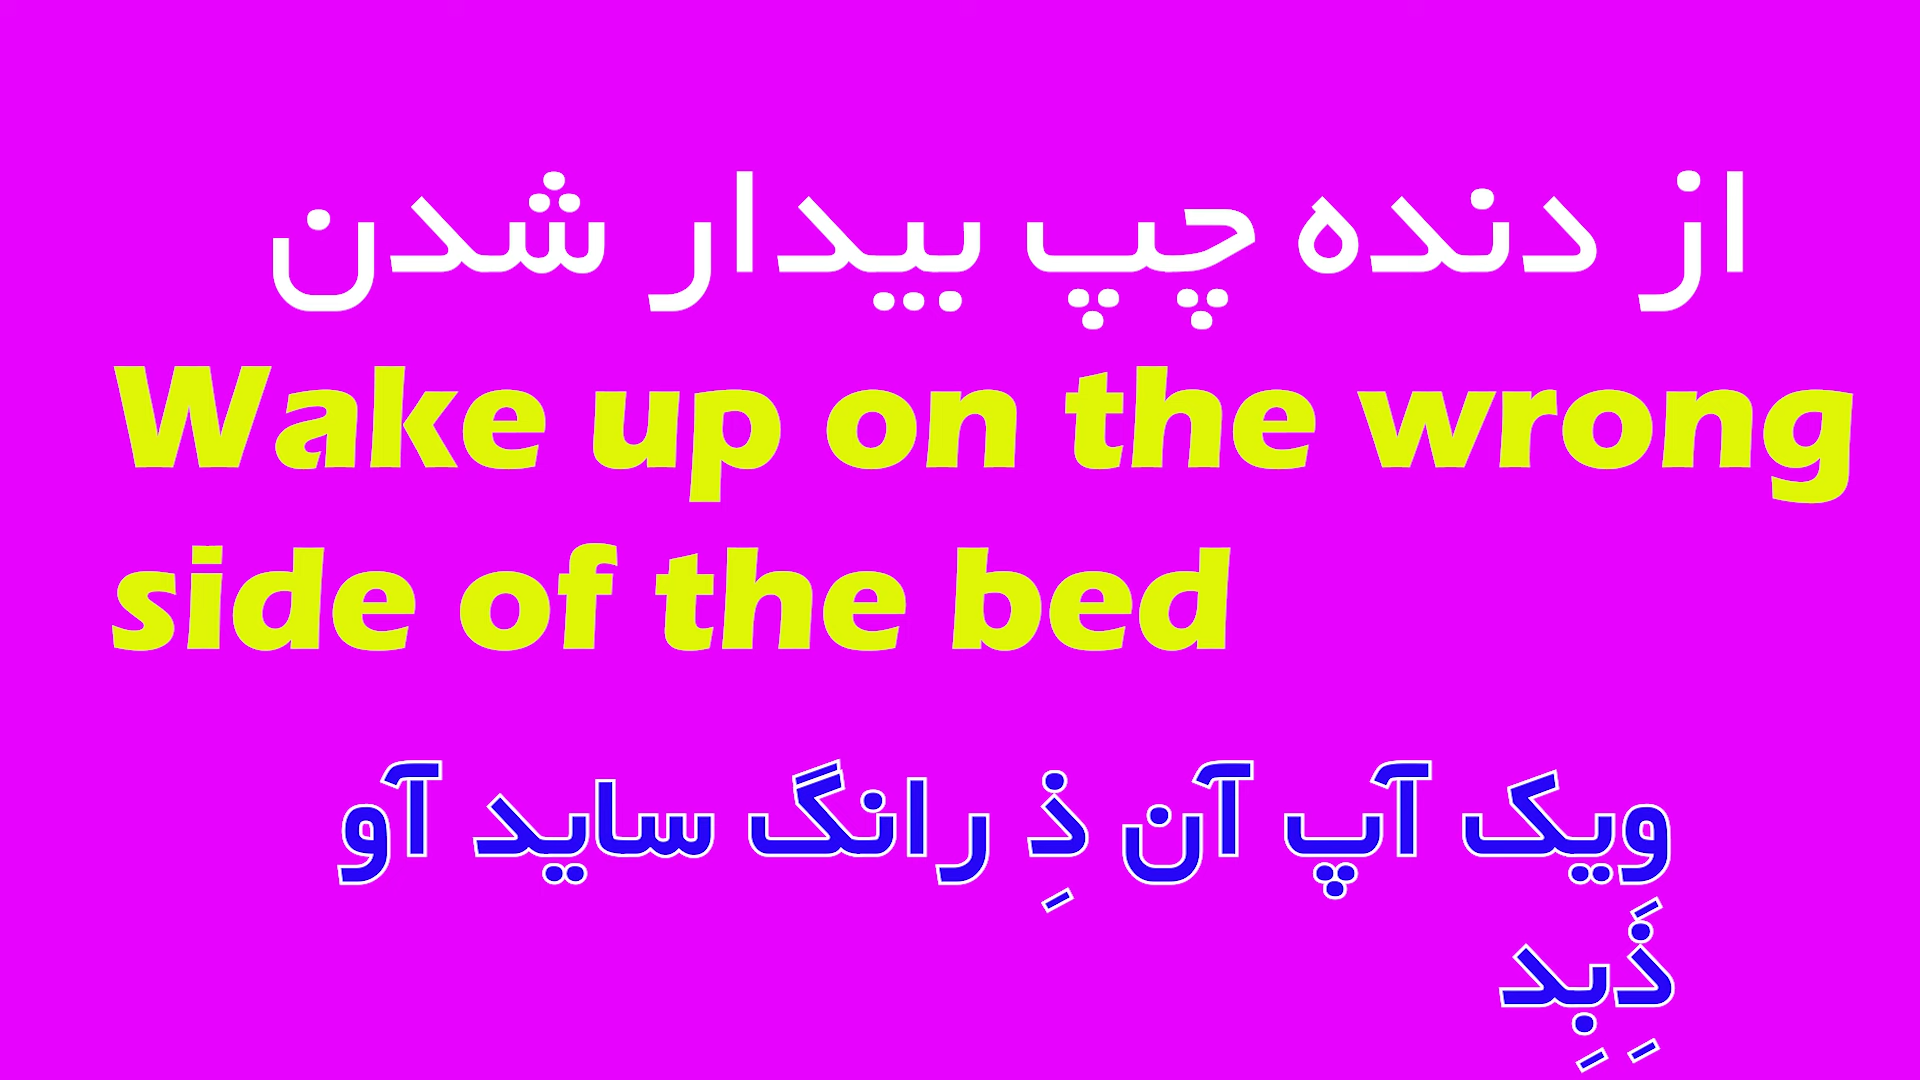 از دنده چپ بیدار شدن
Wake up on the wrong
side of the bed
وِیک آپ آن ذِ رانگ ساید آو
ذِبِد